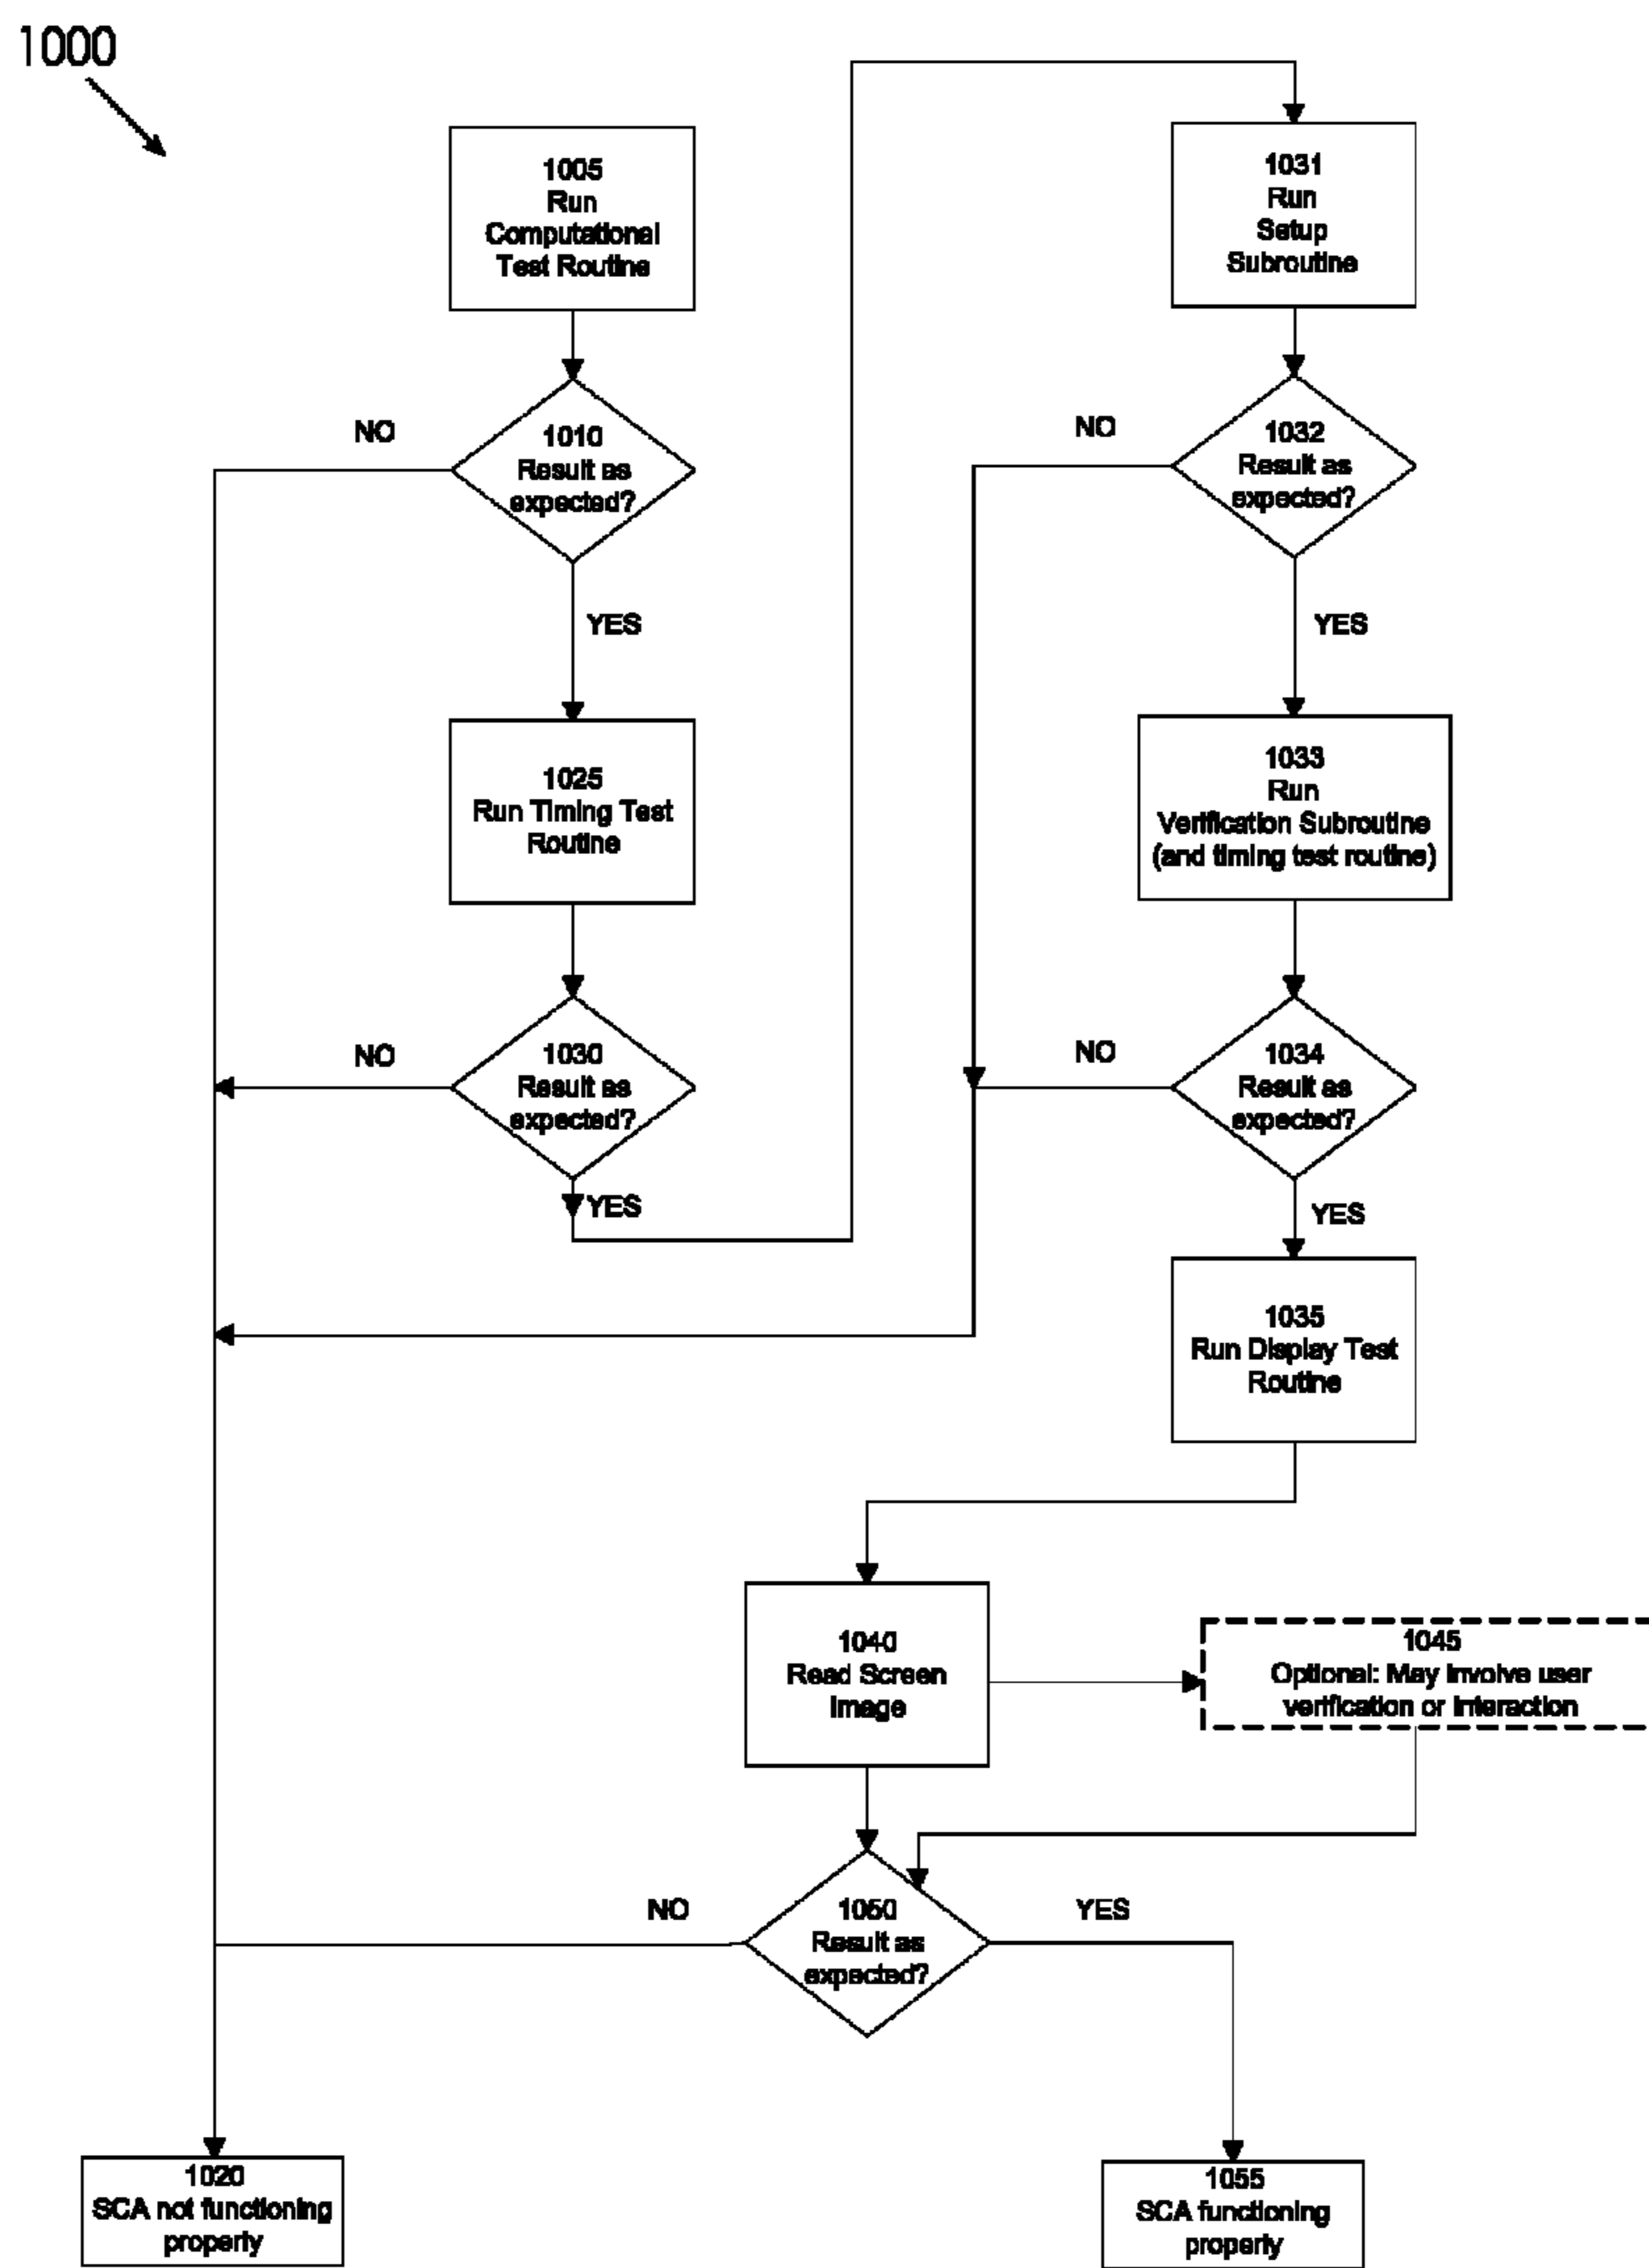 1000
1005
Run
Computational
Test Routine
NO
1010
Result as
expected?
YES
1025
Run Timing Test
Routine
NO
1030
Result as
expected?
YES
1031
Run
Setup
Subroutine
NO
1032
Result as
expected?
YES
1033
Run
Verification Subroutine
(and timing test routine)
NO
1034
Result as
expected?
YES
1035
Run Display Test
Routine
1040
Read Screen
Image
1045
Optional: May involve user
verification or interaction
NO
1050
Result as
expected?
YES
1020
SCA not functioning
properly
1055
SCA functioning
properly